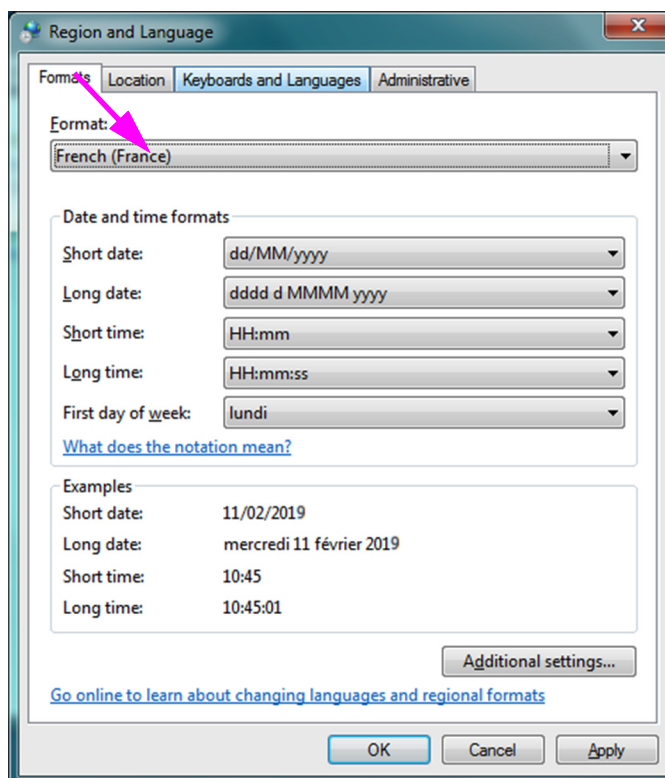 Region and Language
Formats Location Keyboards and Languages Administrative
Format:
French (France)
Date and time formats
Short date: dd/MM/yyyy
Long date: dddd d MMMM yyyy
Short time: HH:mm
Long time: HH:mm:ss
First day of week: lundi
What does the notation mean?
Examples
Short date: 11/02/2019
Long date: mercredi 11 février 2019
Short time: 10:45
Long time: 10:45:01
Additional settings...
Go online to learn about changing languages and regional formats
OK Cancel Apply